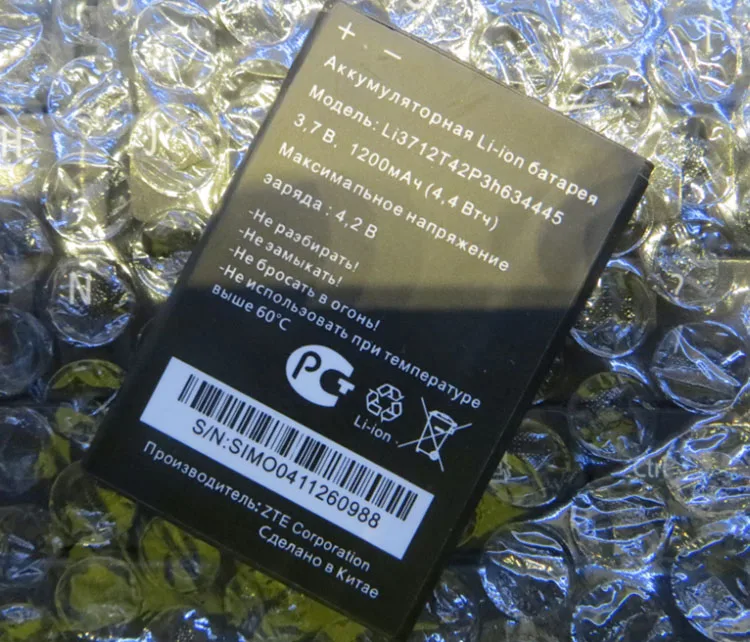 + −
Аккумуляторная Li-ion батарея
Модель: Li3712T42P3h634445
3,7 В. 1200мАч (4,4 Втч)
Максимальное напряжение
заряда : 4,2 В
-Не разбирать!
-Не замыкать!
-Не бросать в огонь!
-Не использовать при температуре
выше 60°C
РСТ
Li-ion
S/N:SIMO0411260988
Производитель: ZTE Corporation
Сделано в Китае
H
J
N
Ctrl